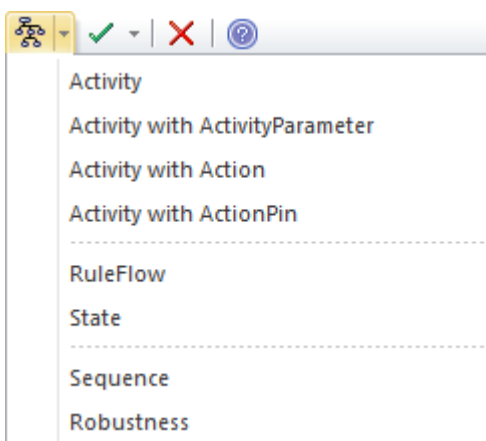 Activity
Activity with ActivityParameter
Activity with Action
Activity with ActionPin
RuleFlow
State
Sequence
Robustness